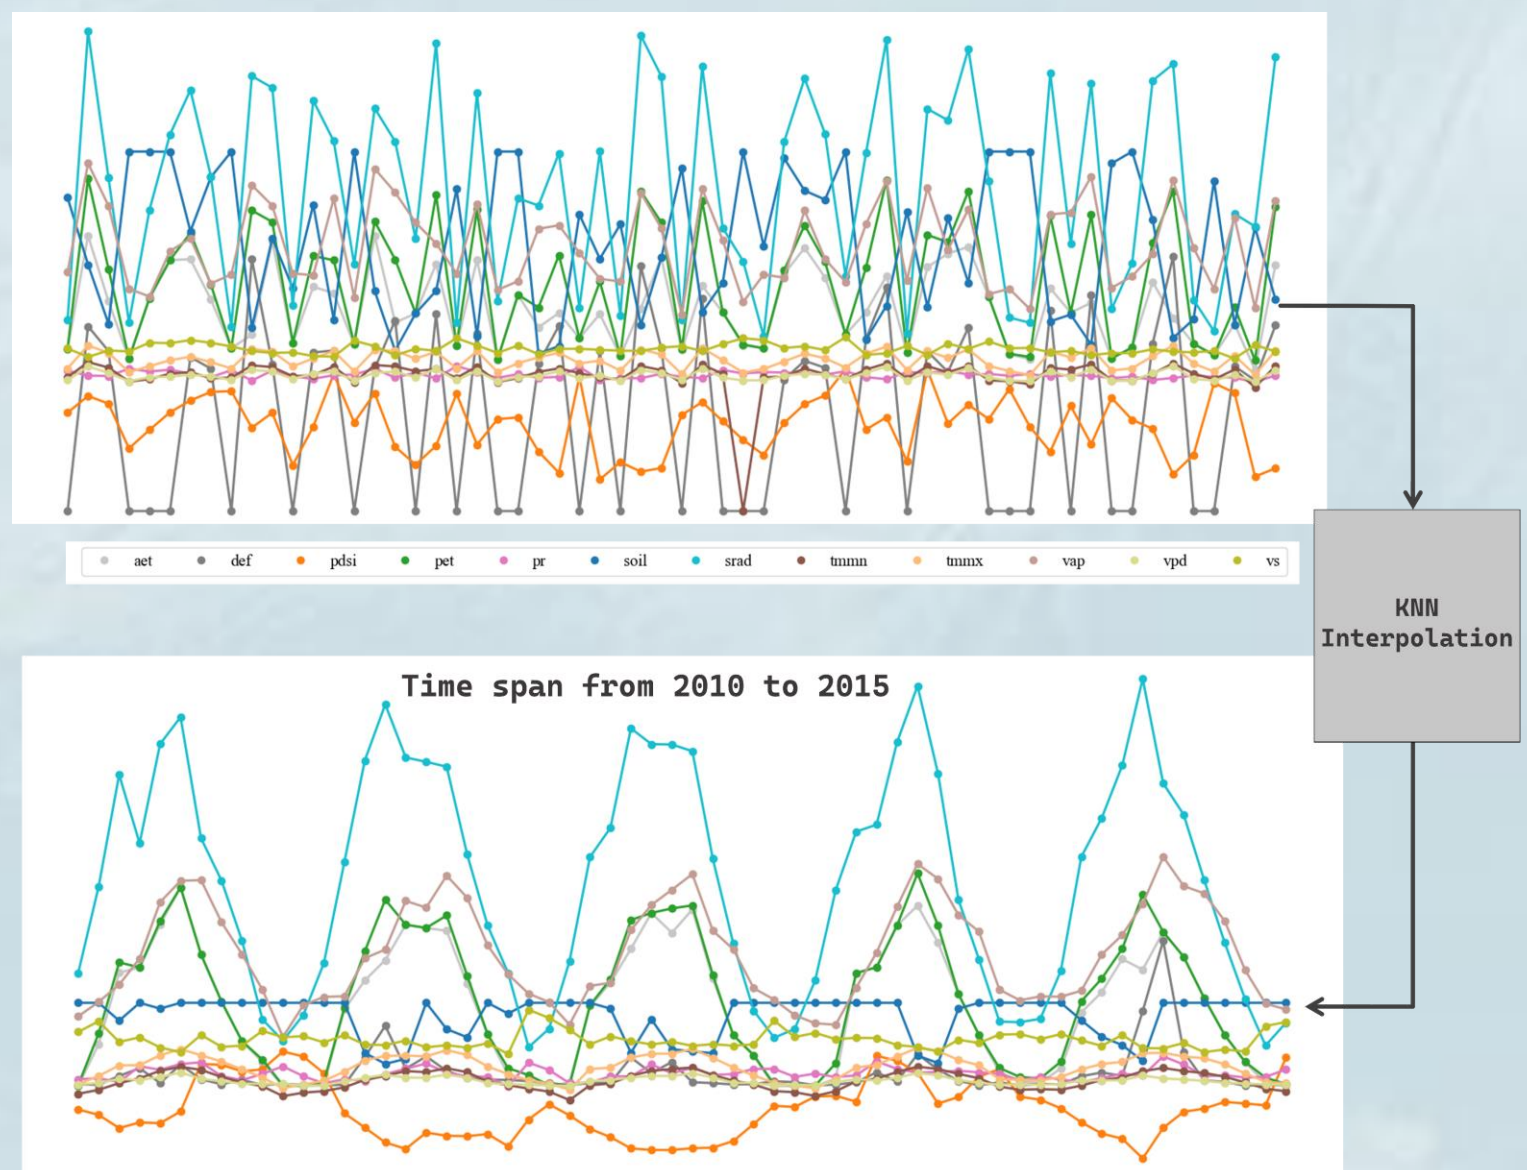 aet def pdsi pet pr soil srad tmmn tmmx vap vpd vs
KNN
Interpolation
Time span from 2010 to 2015